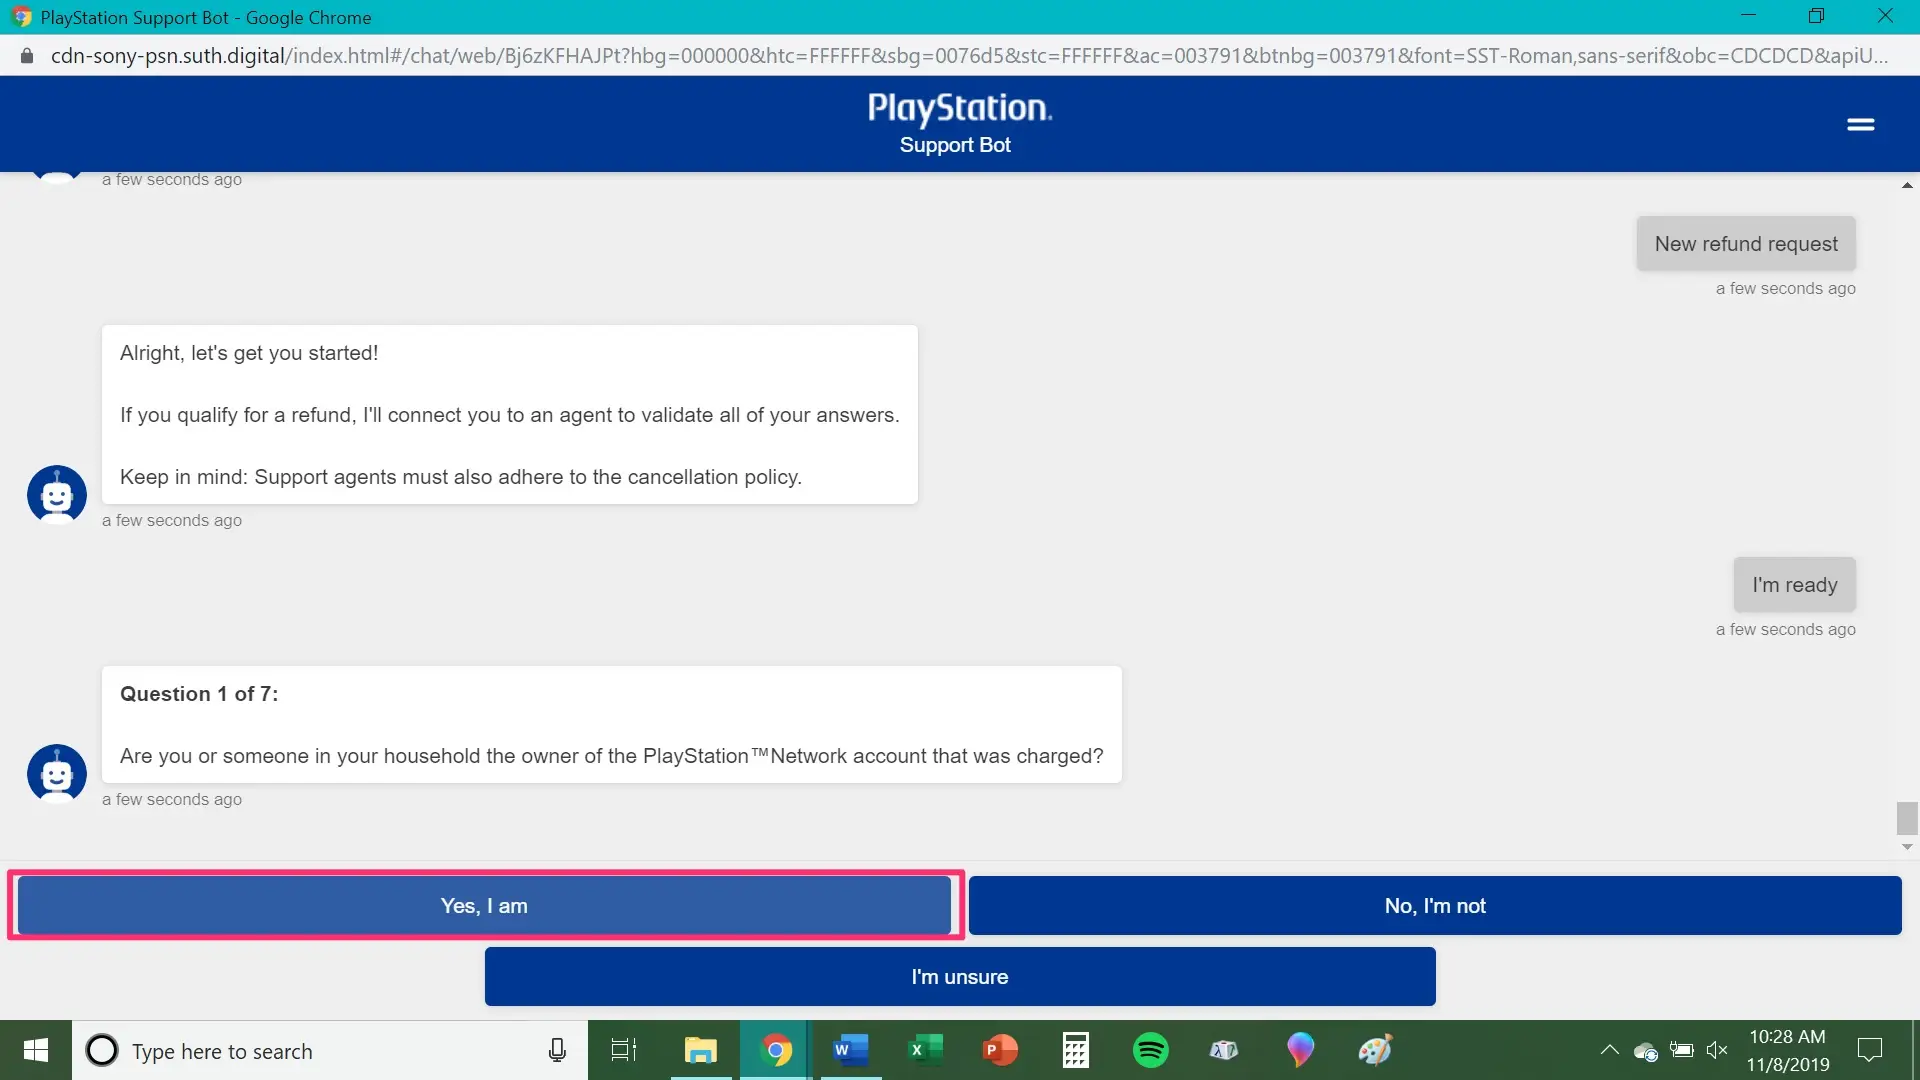 PlayStation Support Bot - Google Chrome
cdn-sony-psn.suth.digital/index.html#/chat/web/Bj6zKFHAJPt?hbg=000000&htc=FFFFFF&sbg=0076d5&stc=FFFFFF&ac=003791&btnbg=003791&font=SST-Roman,sans-serif&obc=CDCDCD&apiU...
PlayStation.
Support Bot
a few seconds ago
New refund request
a few seconds ago
Alright, let's get you started!
If you qualify for a refund, I'll connect you to an agent to validate all of your answers.
Keep in mind: Support agents must also adhere to the cancellation policy.
a few seconds ago
I'm ready
a few seconds ago
Question 1 of 7:
Are you or someone in your household the owner of the PlayStation™Network account that was charged?
a few seconds ago
Yes, I am
No, I'm not
I'm unsure
Type here to search
10:28 AM
11/8/2019